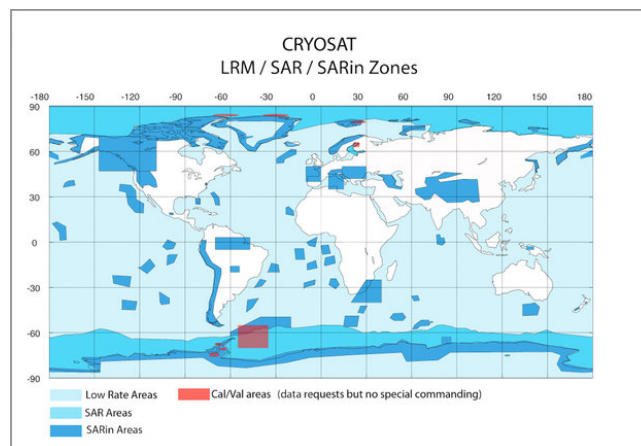 CRYOSAT
LRM / SAR / SARin Zones
-180 -150 -120 -90 -60 -30 0 30 60 90 120 150 180
90
60
30
0
-30
-60
-90
Low Rate Areas
Cal/Val areas (data requests but no special commanding)
SAR Areas
SARin Areas